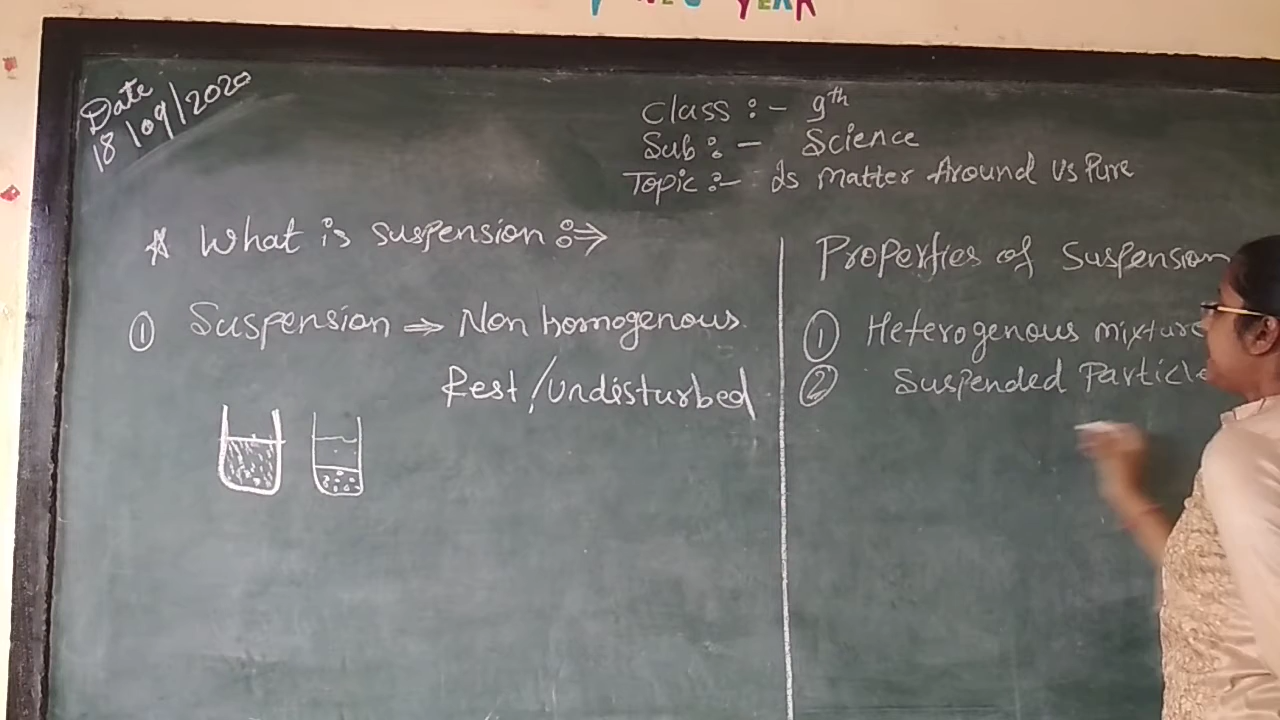 YEAR
Date
18/09/2020
Class :- 9th
Sub :- Science
Topic :- Is Matter Around Us Pure
What is suspension :⇒
① Suspension ⇒ Non homogenous
Rest/Undisturbed
Properties of Suspension
① Heterogenous mixture
② Suspended Particle